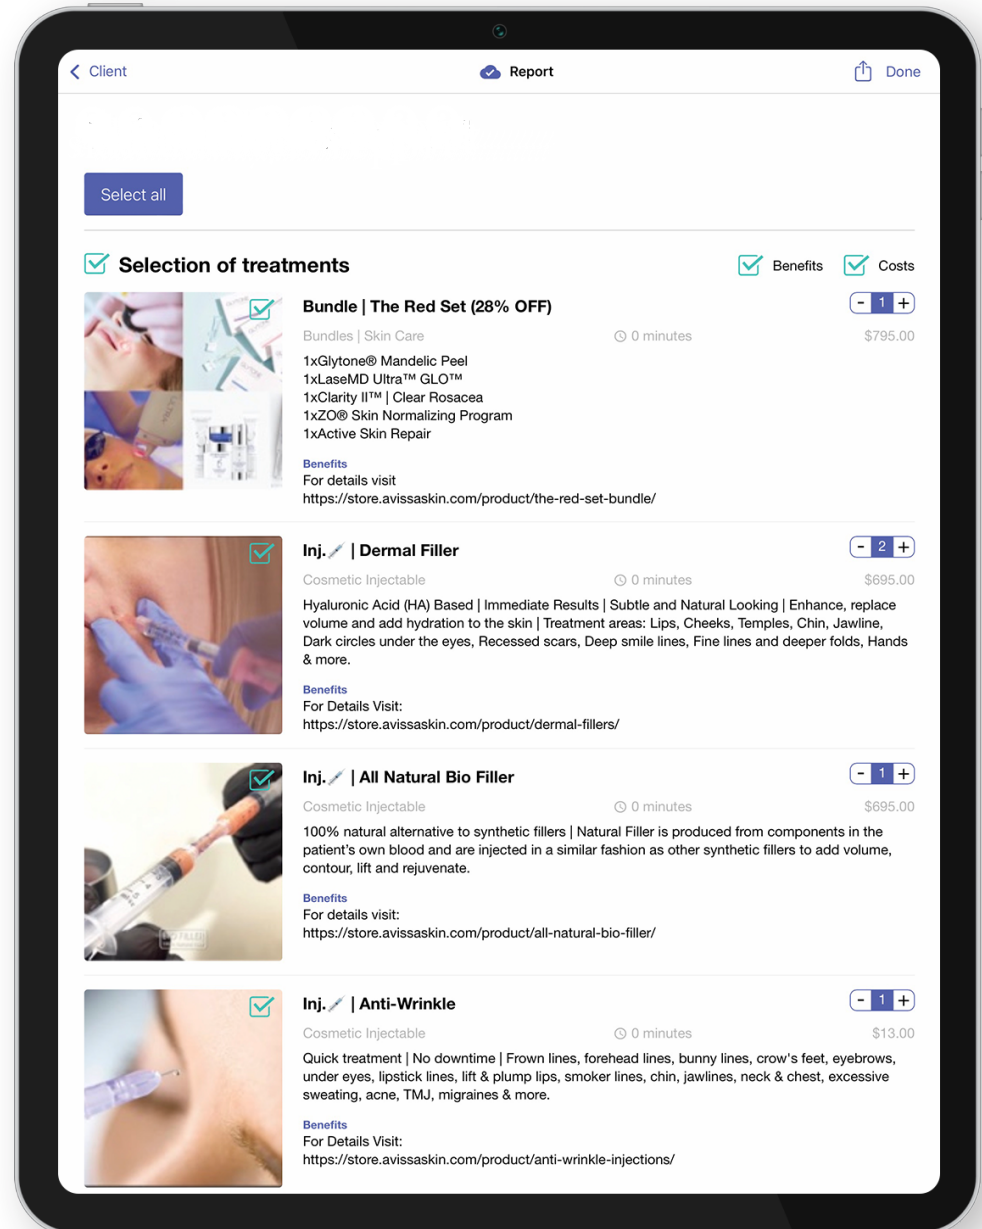 Client
Report
Done
Select all
Selection of treatments
Benefits
Costs
Bundle | The Red Set (28% OFF)
- 1 +
Bundles | Skin Care
0 minutes
$795.00
1xGlytone® Mandelic Peel
1xLaseMD Ultra™ GLO™
1xClarity II™ | Clear Rosacea
1xZO® Skin Normalizing Program
1xActive Skin Repair
Benefits
For details visit
https://store.avissaskin.com/product/the-red-set-bundle/
Inj.💉 | Dermal Filler
- 2 +
Cosmetic Injectable
0 minutes
$695.00
Hyaluronic Acid (HA) Based | Immediate Results | Subtle and Natural Looking | Enhance, replace
volume and add hydration to the skin | Treatment areas: Lips, Cheeks, Temples, Chin, Jawline,
Dark circles under the eyes, Recessed scars, Deep smile lines, Fine lines and deeper folds, Hands
& more.
Benefits
For Details Visit:
https://store.avissaskin.com/product/dermal-fillers/
Inj.💉 | All Natural Bio Filler
- 1 +
Cosmetic Injectable
0 minutes
$695.00
100% natural alternative to synthetic fillers | Natural Filler is produced from components in the
patient's own blood and are injected in a similar fashion as other synthetic fillers to add volume,
contour, lift and rejuvenate.
Benefits
For details visit:
https://store.avissaskin.com/product/all-natural-bio-filler/
Inj.💉 | Anti-Wrinkle
- 1 +
Cosmetic Injectable
0 minutes
$13.00
Quick treatment | No downtime | Frown lines, forehead lines, bunny lines, crow's feet, eyebrows,
under eyes, lipstick lines, lift & plump lips, smoker lines, chin, jawlines, neck & chest, excessive
sweating, acne, TMJ, migraines & more.
Benefits
For Details Visit:
https://store.avissaskin.com/product/anti-wrinkle-injections/